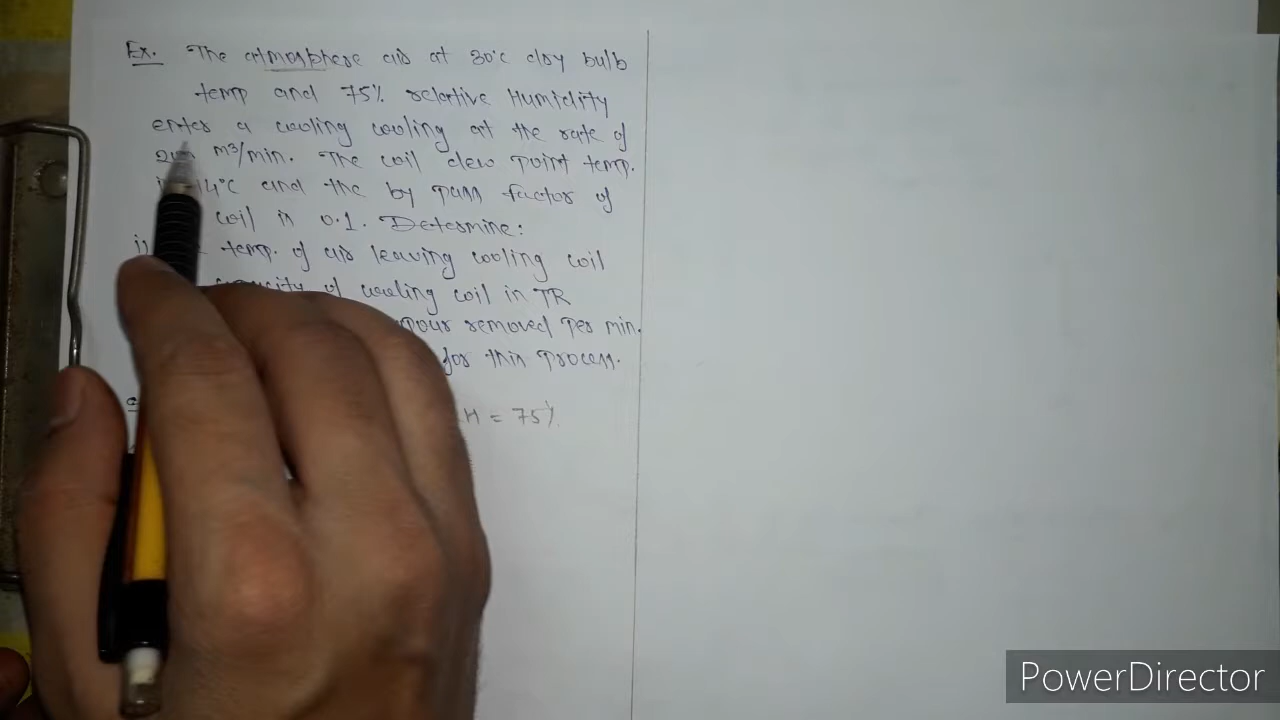 Ex. The atmosphere air at 30°C dry bulb
temp and 75% relative Humidity
enter a cooling cooling at the rate of
m³/min. The coil dew point temp.
14°C and the by pass factor of
coil is 0.1. Determine:
temp. of air leaving cooling coil
capacity of cooling coil in TR
removed per min.
for this process.
H = 75%
PowerDirector